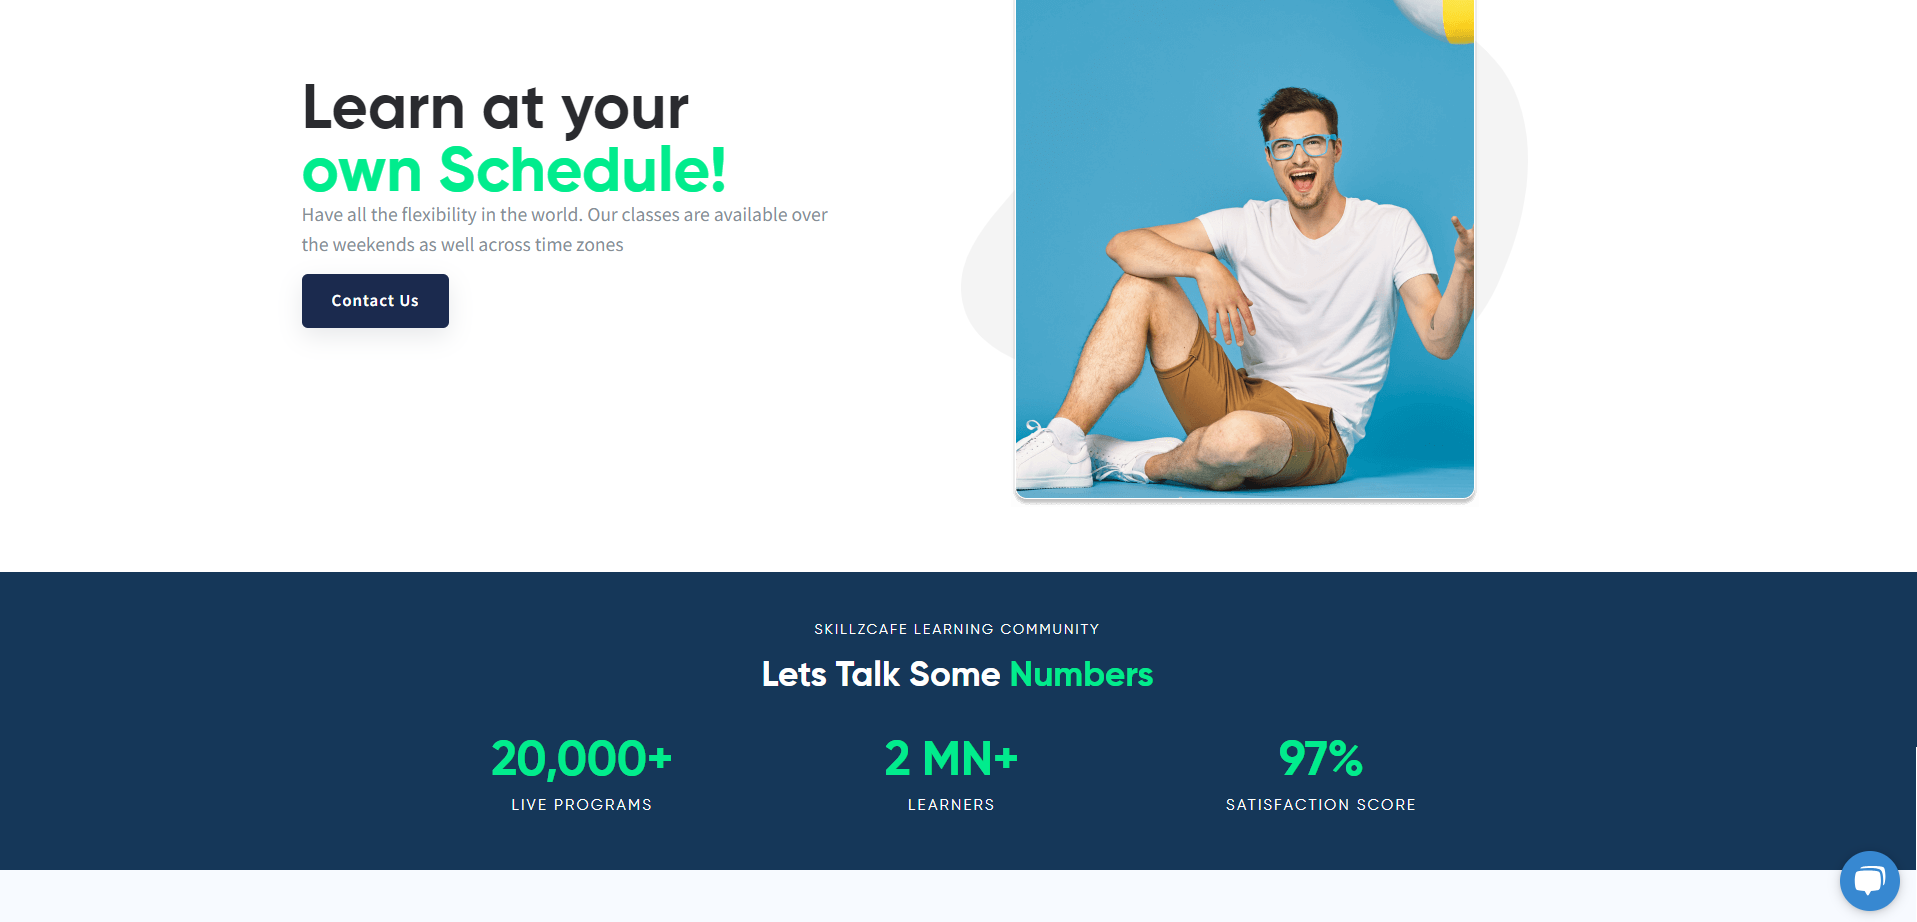 Learn at your
own Schedule!
Have all the flexibility in the world. Our classes are available over
the weekends as well across time zones
Contact Us
SKILLZCAFE LEARNING COMMUNITY
Lets Talk Some Numbers
20,000+
LIVE PROGRAMS
2 MN+
LEARNERS
97%
SATISFACTION SCORE